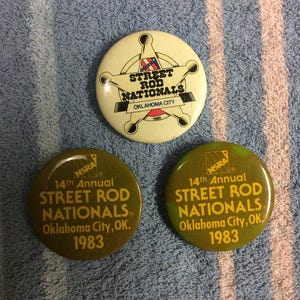 STREET
ROD
NATIONALS
OKLAHOMA CITY
NSRA
14th Annual
STREET ROD
NATIONALS
Oklahoma City, OK.
1983
NSRA
14th Annual
STREET ROD
NATIONALS
Oklahoma City, OK.
1983